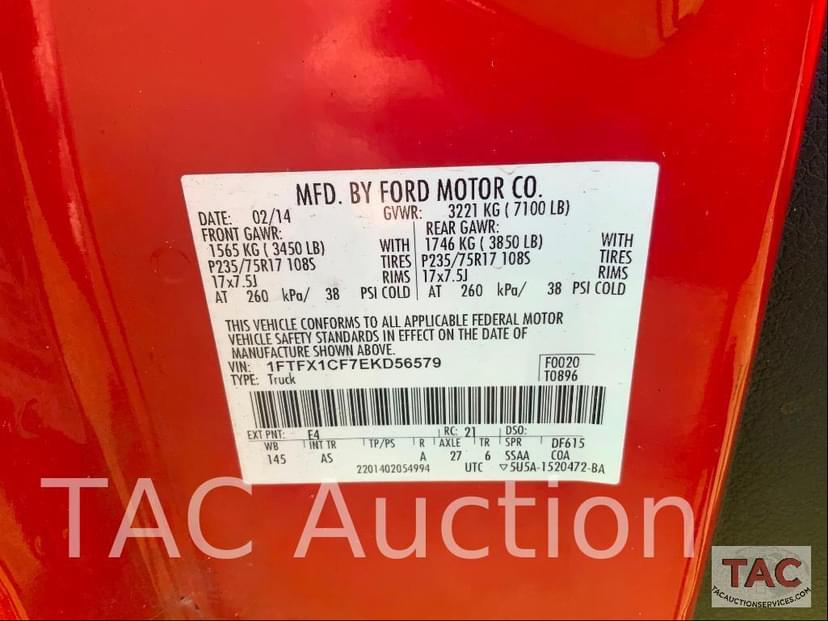 MFD. BY FORD MOTOR CO.
DATE: 02/14 GVWR: 3221 KG ( 7100 LB)
FRONT GAWR: REAR GAWR:
1565 KG ( 3450 LB) WITH 1746 KG ( 3850 LB) WITH
P235/75R17 108S TIRES P235/75R17 108S TIRES
17x7.5J RIMS 17x7.5J RIMS
AT 260 kPa/ 38 PSI COLD AT 260 kPa/ 38 PSI COLD
THIS VEHICLE CONFORMS TO ALL APPLICABLE FEDERAL MOTOR
VEHICLE SAFETY STANDARDS IN EFFECT ON THE DATE OF
MANUFACTURE SHOWN ABOVE.
VIN: 1FTFX1CF7EKD56579 F0020
TYPE: Truck T0896
EXT PNT: E4 RC: 21 DSO:
WB INT TR TP/PS R AXLE TR SPR DF615
145 AS A 27 6 SSAA COA
2201402054994 UTC ▽5U5A-1520472-BA
TAC Auction
TAC
TACAUCTIONSERVICES.COM